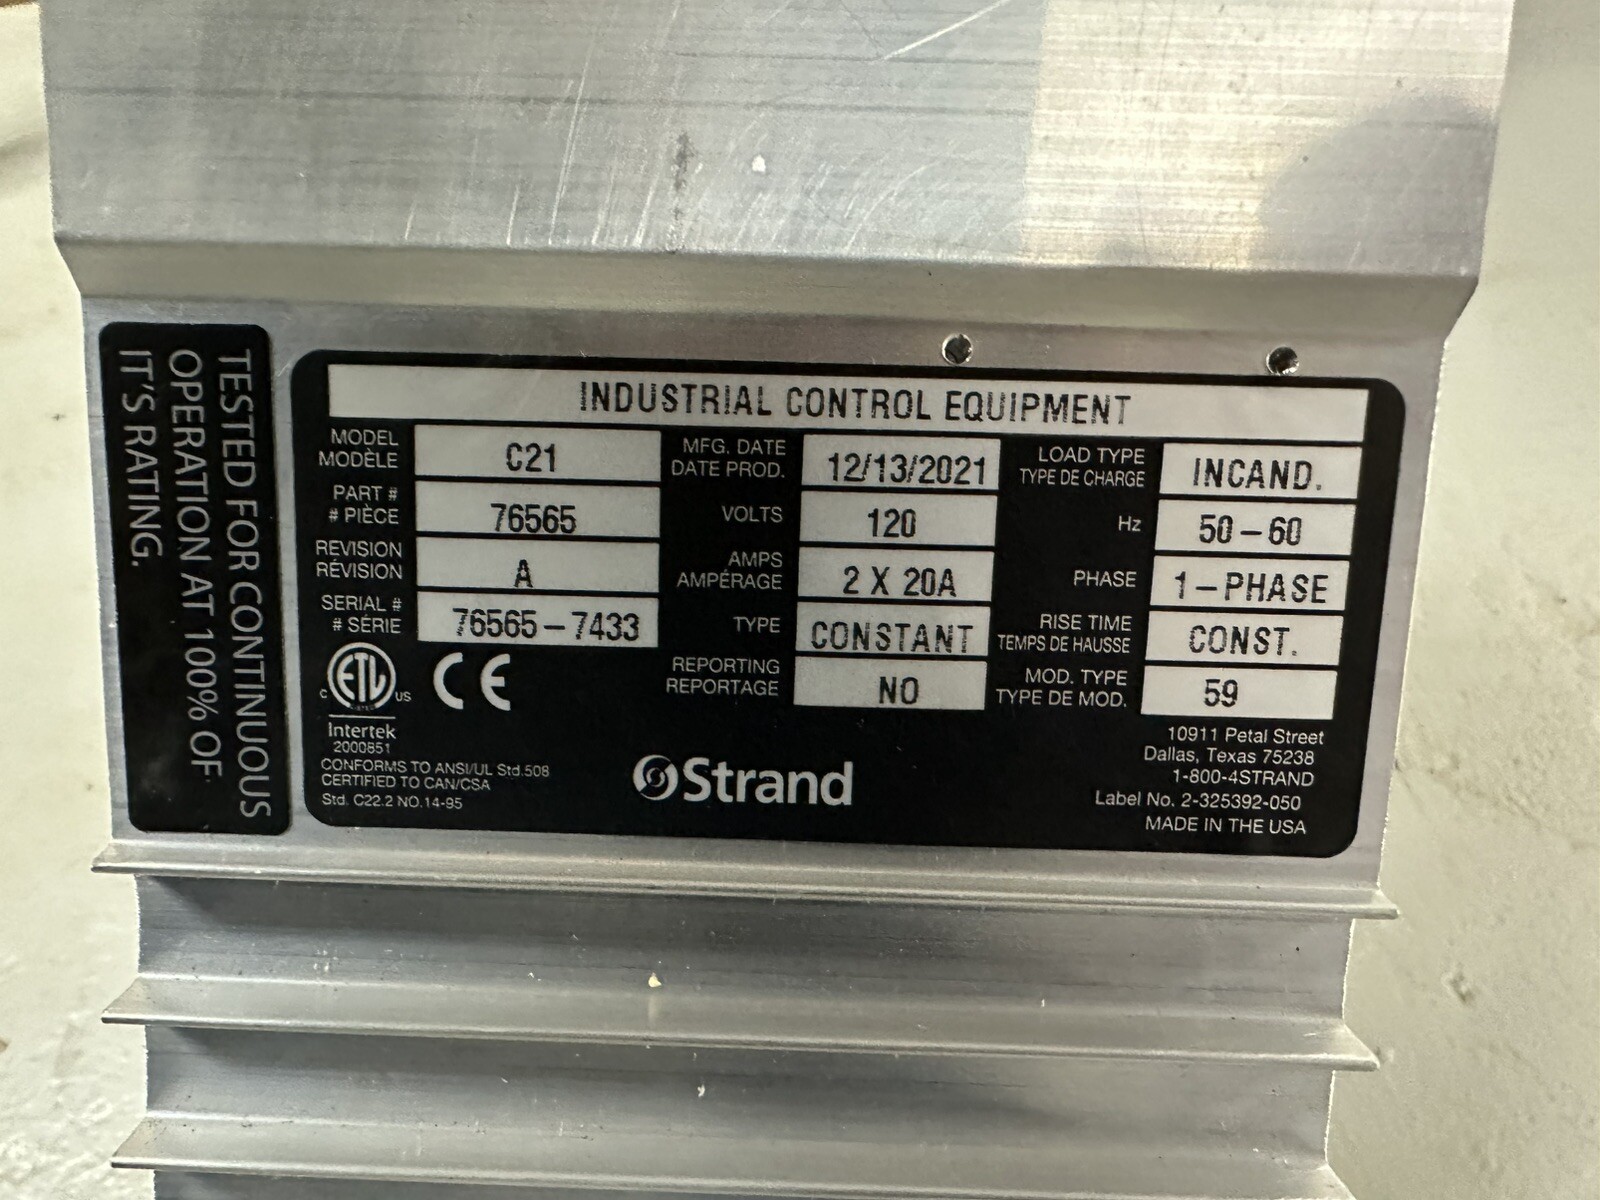 TESTED FOR CONTINUOUS
OPERATION AT 100% OF
IT'S RATING.
INDUSTRIAL CONTROL EQUIPMENT
MODEL
MODÈLE
C21
PART #
# PIÈCE
76565
REVISION
RÉVISION
A
SERIAL #
# SÉRIE
76565-7433
MFG. DATE
DATE PROD.
12/13/2021
VOLTS
120
AMPS
AMPÉRAGE
2 X 20A
TYPE
CONSTANT
REPORTING
REPORTAGE
NO
LOAD TYPE
TYPE DE CHARGE
INCAND.
Hz
50-60
PHASE
1-PHASE
RISE TIME
TEMPS DE HAUSSE
CONST.
MOD. TYPE
TYPE DE MOD.
59
C ETL US
LISTED
CE
Intertek
2000851
CONFORMS TO ANSI/UL Std.508
CERTIFIED TO CAN/CSA
Std. C22.2 NO.14-95
Strand
10911 Petal Street
Dallas, Texas 75238
1-800-4STRAND
Label No. 2-325392-050
MADE IN THE USA